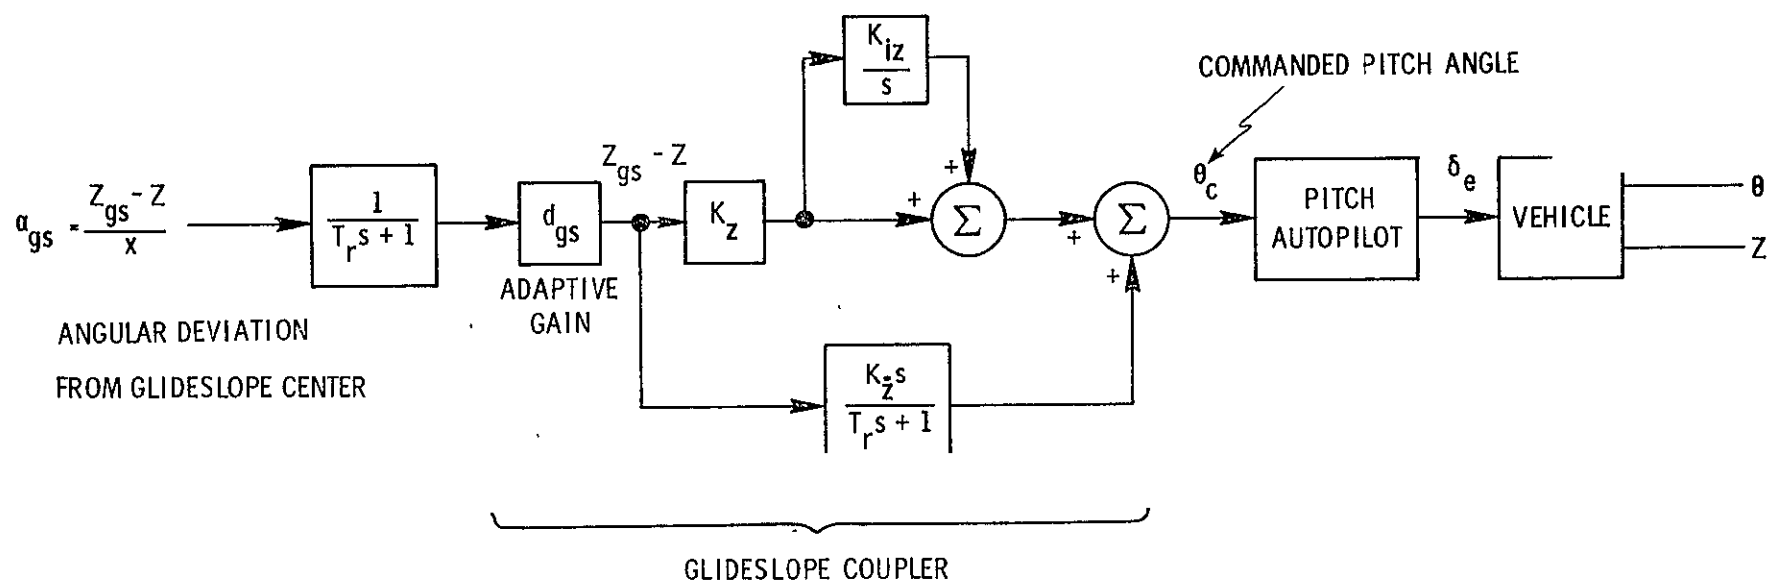 K_iz
s
COMMANDED PITCH ANGLE
Z_gs - Z
α_gs = Z_gs - Z
x
1
T_r s + 1
d_gs
K_z
+
+
Σ
+
Σ
+
θ_c
PITCH
AUTOPILOT
δ_e
VEHICLE
θ
Z
ADAPTIVE
GAIN
ANGULAR DEVIATION
FROM GLIDESLOPE CENTER
K_ż s
T_r s + 1
GLIDESLOPE COUPLER